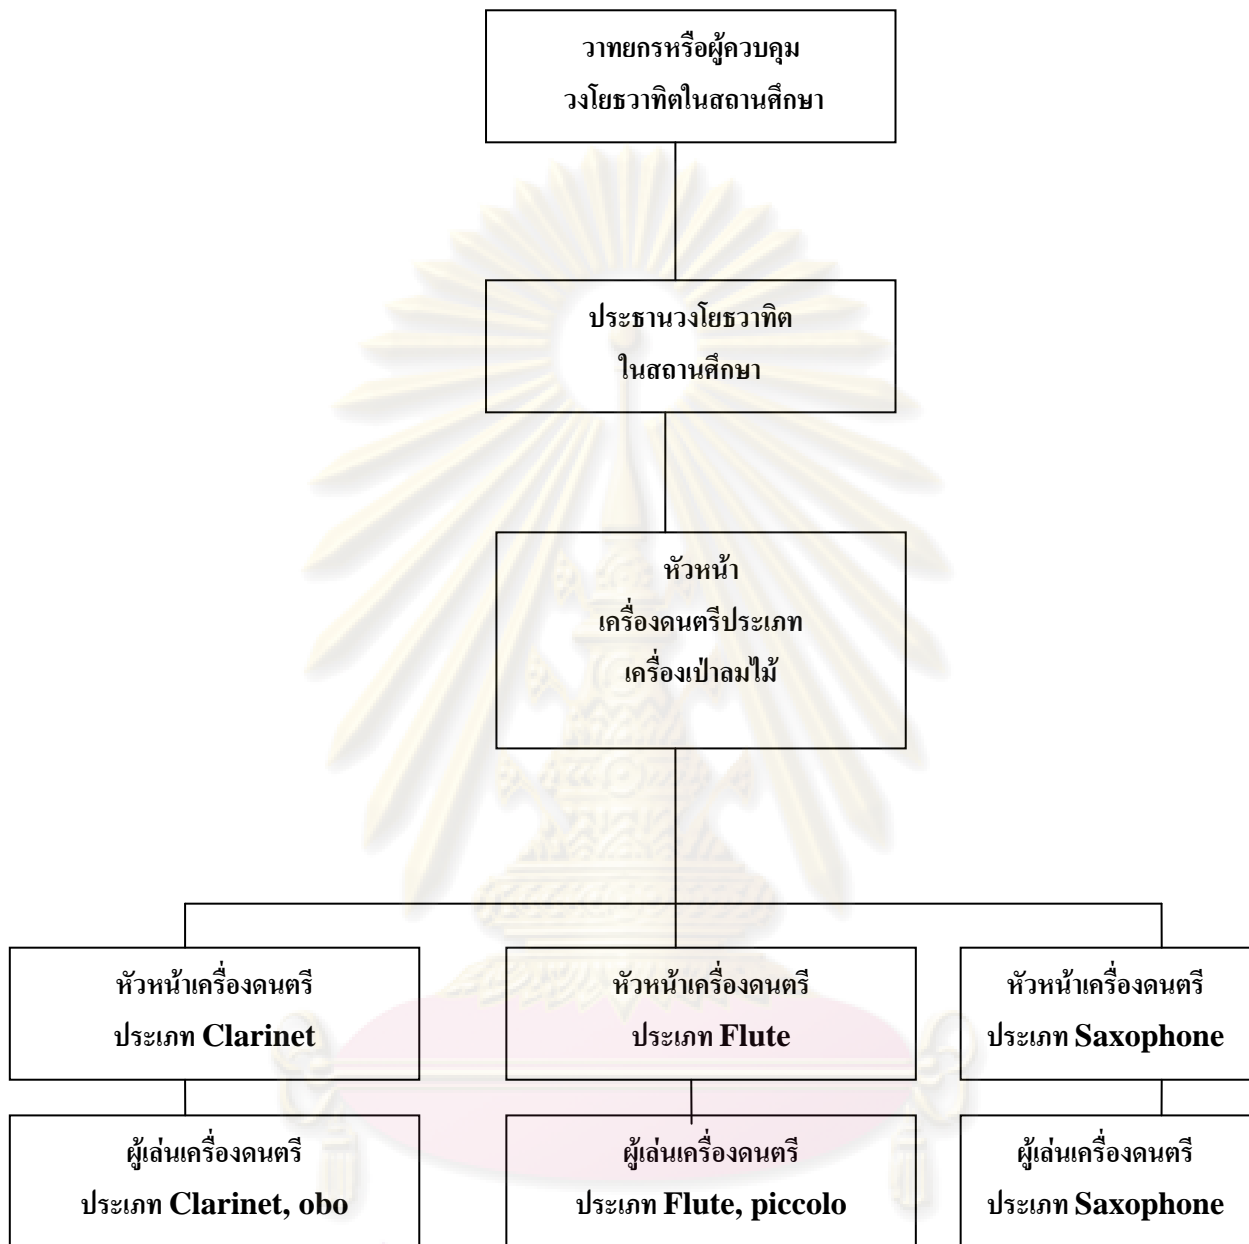 วาทยกรหรือผู้ควบคุม
วงโยธวาทิตในสถานศึกษา
ประธานวงโยธวาทิต
ในสถานศึกษา
หัวหน้า
เครื่องดนตรีประเภท
เครื่องเป่าลมไม้
หัวหน้าเครื่องดนตรี
ประเภท Clarinet
หัวหน้าเครื่องดนตรี
ประเภท Flute
หัวหน้าเครื่องดนตรี
ประเภท Saxophone
ผู้เล่นเครื่องดนตรี
ประเภท Clarinet, obo
ผู้เล่นเครื่องดนตรี
ประเภท Flute, piccolo
ผู้เล่นเครื่องดนตรี
ประเภท Saxophone